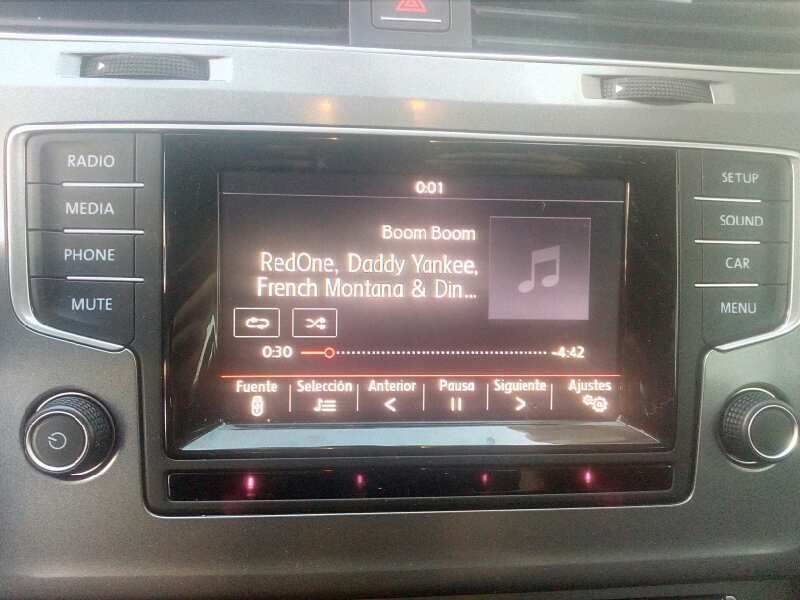 RADIO
MEDIA
PHONE
MUTE
0:01
Boom Boom
RedOne, Daddy Yankee,
French Montana & Din...
0:30 -4:42
Fuente Selección Anterior Pausa Siguiente Ajustes
SETUP
SOUND
CAR
MENU